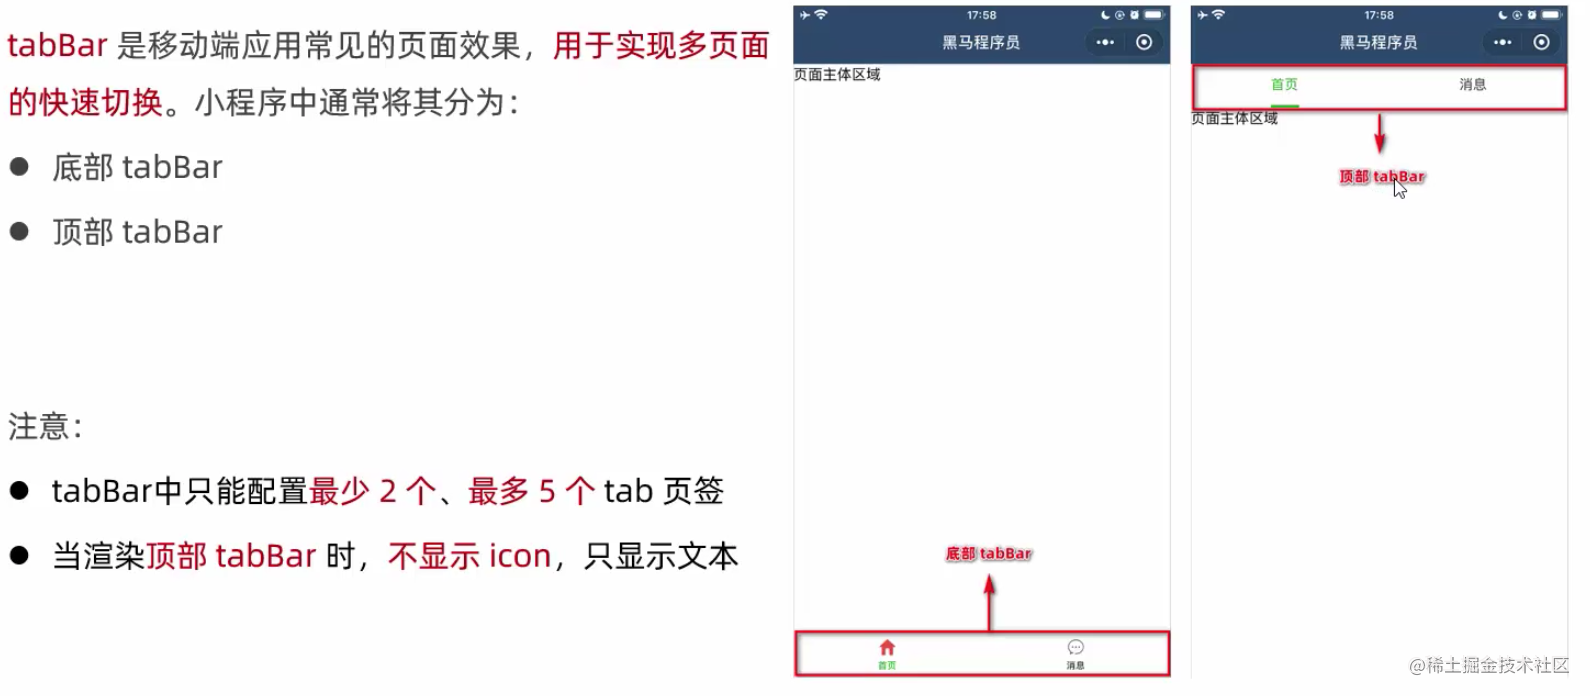 tabBar 是移动端应用常见的页面效果，用于实现多页面
的快速切换。小程序中通常将其分为：
● 底部 tabBar
● 顶部 tabBar
注意：
● tabBar中只能配置最少 2 个、最多 5 个 tab 页签
● 当渲染顶部 tabBar 时，不显示 icon，只显示文本
17:58
黑马程序员
页面主体区域
底部 tabBar
首页
消息
17:58
黑马程序员
首页
消息
页面主体区域
顶部 tabBar
@稀土掘金技术社区